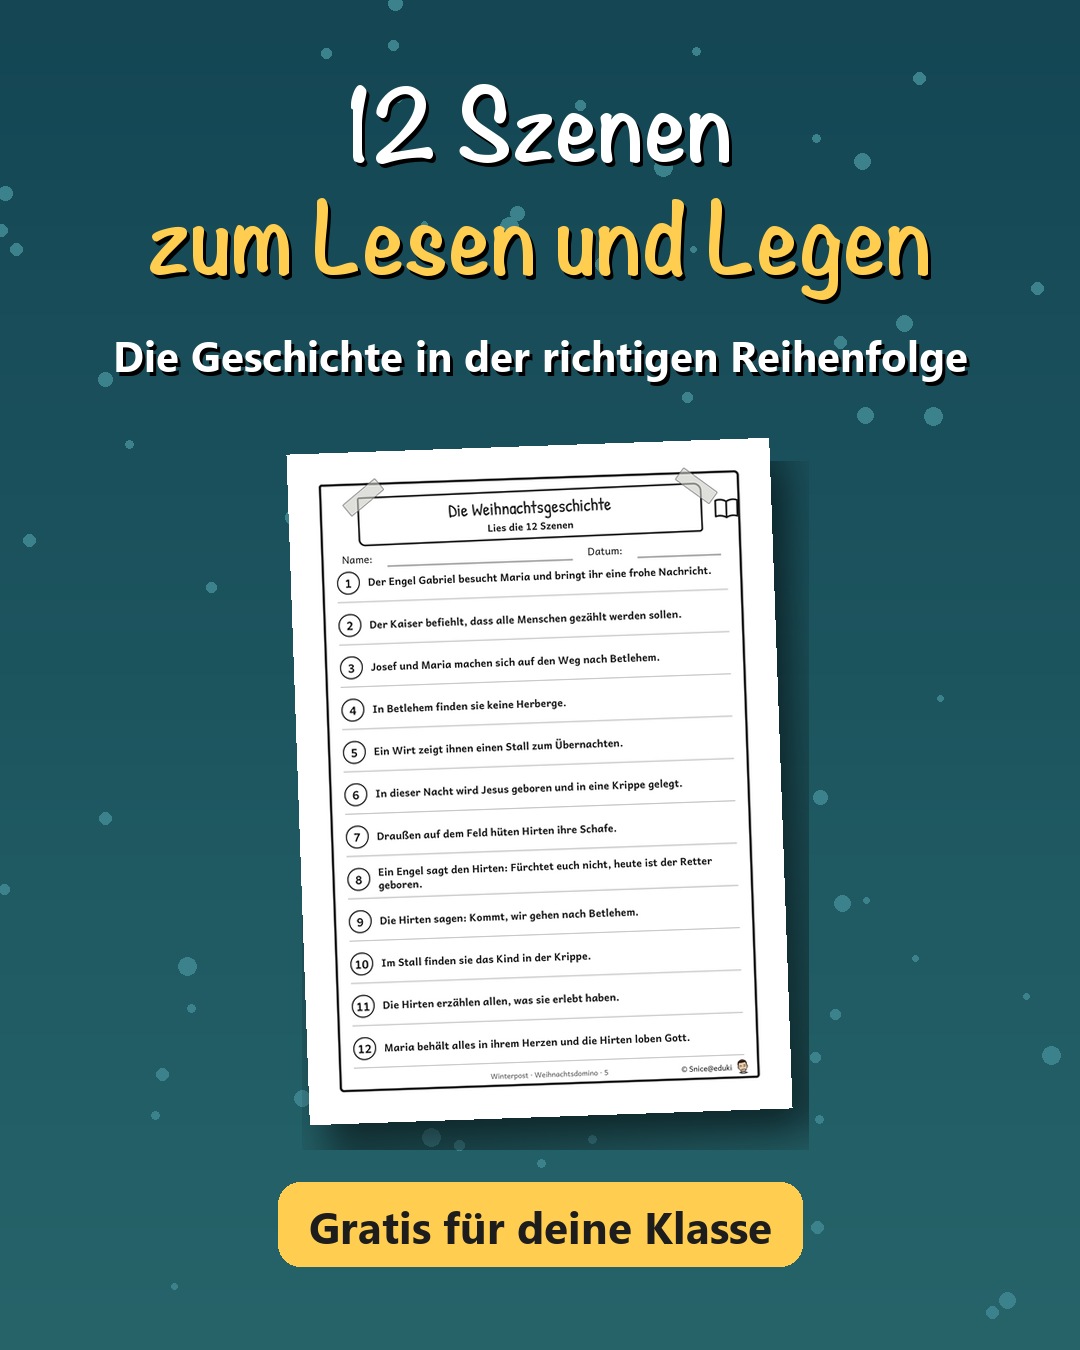 12 Szenen
zum Lesen und Legen
Die Geschichte in der richtigen Reihenfolge
Die Weihnachtsgeschichte
Lies die 12 Szenen
Name: Datum:
1 Der Engel Gabriel besucht Maria und bringt ihr eine frohe Nachricht.
2 Der Kaiser befiehlt, dass alle Menschen gezählt werden sollen.
3 Josef und Maria machen sich auf den Weg nach Betlehem.
4 In Betlehem finden sie keine Herberge.
5 Ein Wirt zeigt ihnen einen Stall zum Übernachten.
6 In dieser Nacht wird Jesus geboren und in eine Krippe gelegt.
7 Draußen auf dem Feld hüten Hirten ihre Schafe.
8 Ein Engel sagt den Hirten: Fürchtet euch nicht, heute ist der Retter
geboren.
9 Die Hirten sagen: Kommt, wir gehen nach Betlehem.
10 Im Stall finden sie das Kind in der Krippe.
11 Die Hirten erzählen allen, was sie erlebt haben.
12 Maria behält alles in ihrem Herzen und die Hirten loben Gott.
Winterpost · Weihnachtsdomino · 5
© Snice@eduki
Gratis für deine Klasse